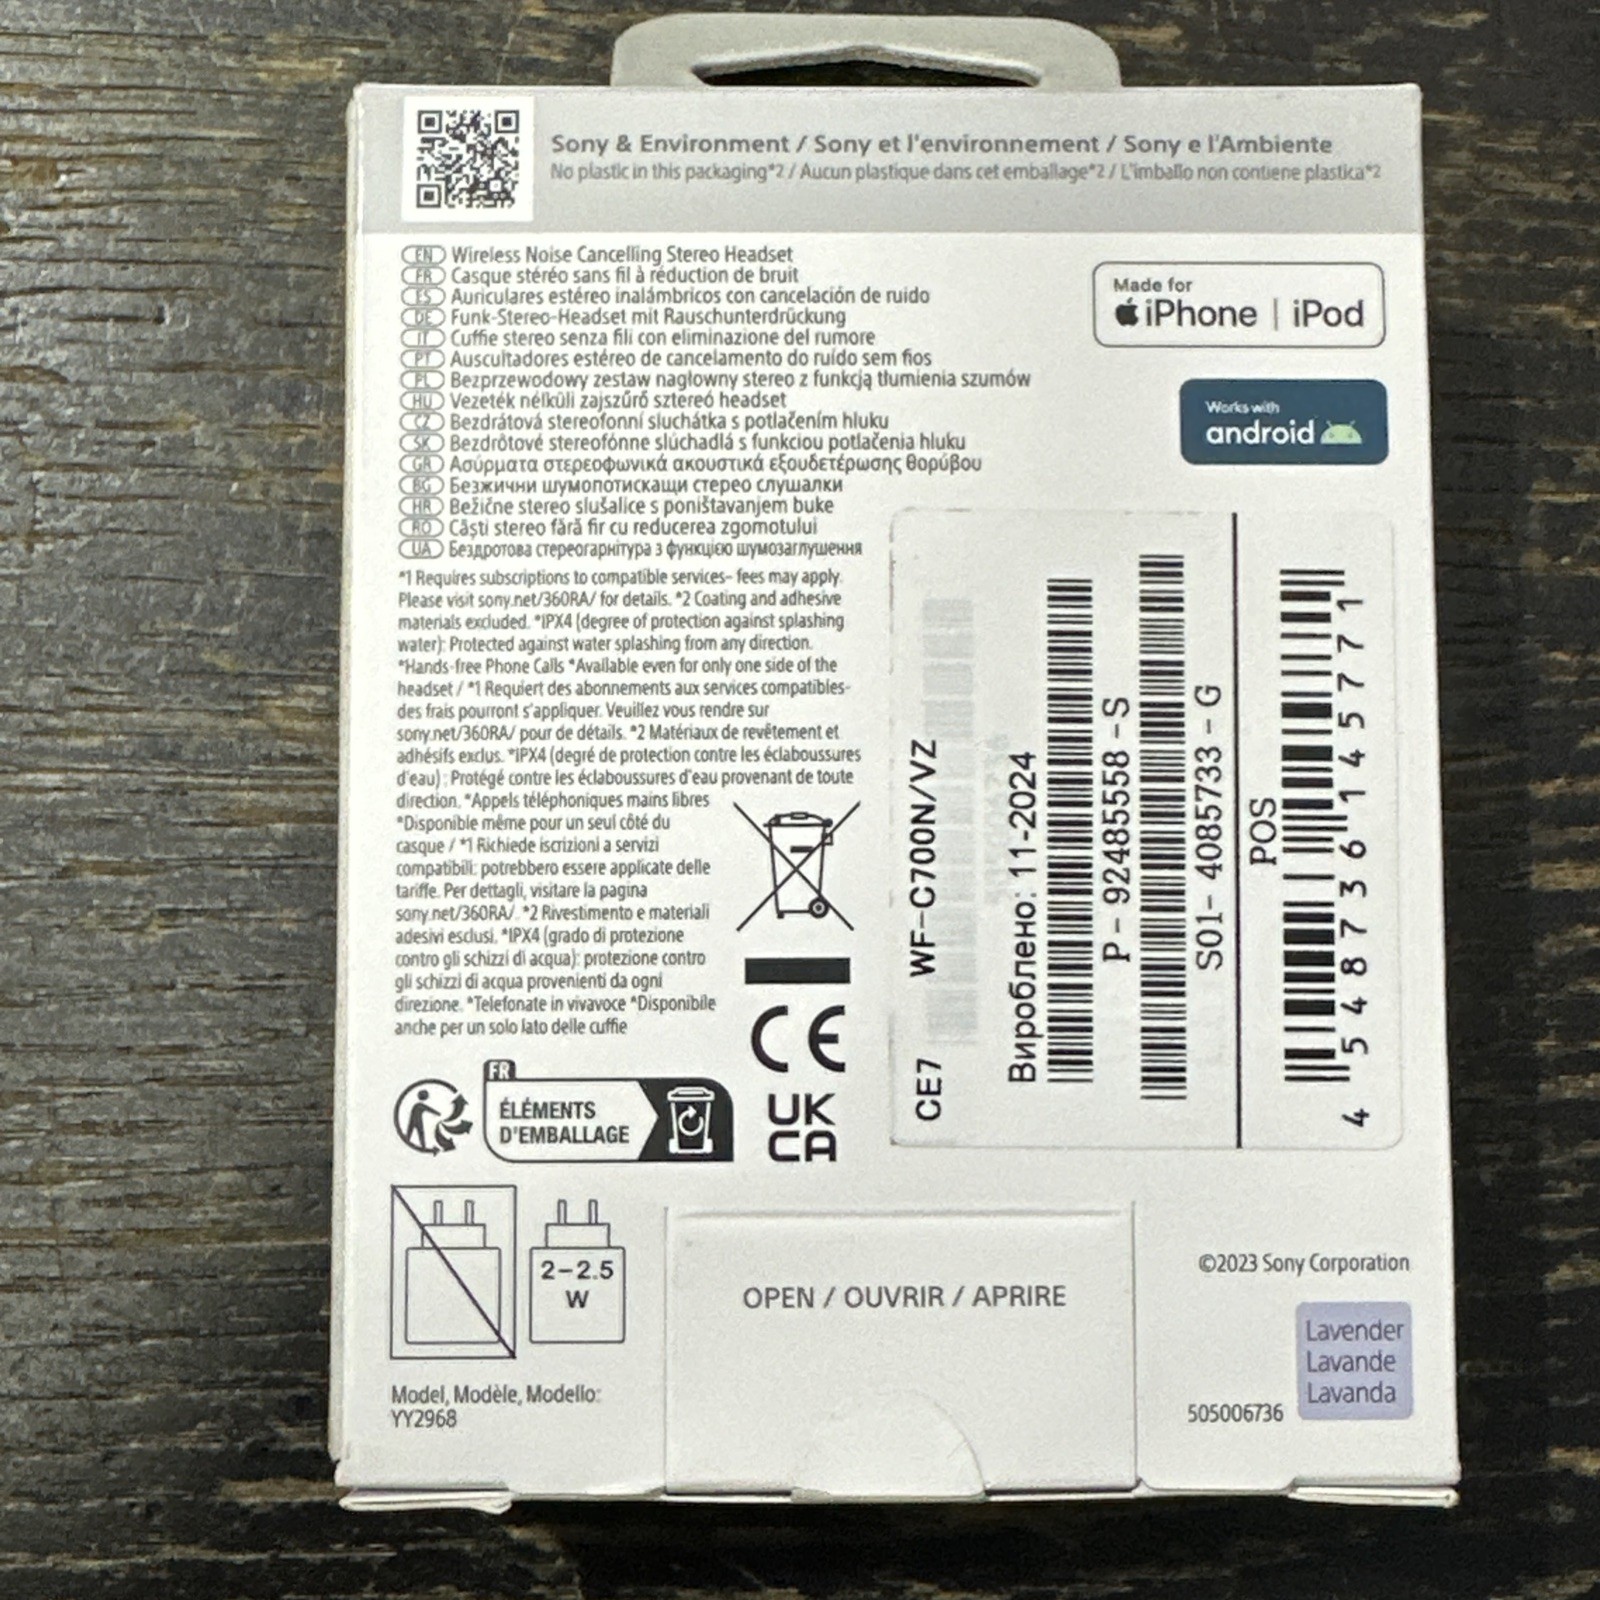 Sony & Environment / Sony et l'environnement / Sony e l'Ambiente
No plastic in this packaging*2 / Aucun plastique dans cet emballage*2 / L'imballo non contiene plastica*2
EN Wireless Noise Cancelling Stereo Headset
FR Casque stéréo sans fil à réduction de bruit
ES Auriculares estéreo inalámbricos con cancelación de ruido
DE Funk-Stereo-Headset mit Rauschunterdrückung
IT Cuffie stereo senza fili con eliminazione del rumore
PT Auscultadores estéreo de cancelamento do ruído sem fios
PL Bezprzewodowy zestaw nagłowny stereo z funkcją tłumienia szumów
HU Vezeték nélküli zajszűrő sztereó headset
CZ Bezdrátová stereofonní sluchátka s potlačením hluku
SK Bezdrôtové stereofónne slúchadlá s funkciou potlačenia hluku
GR Ασύρματα στερεοφωνικά ακουστικά εξουδετέρωσης θορύβου
BG Безжични шумопотискащи стерео слушалки
HR Bežične stereo slušalice s poništavanjem buke
RO Căști stereo fără fir cu reducerea zgomotului
UA Бездротова стереогарнітура з функцією шумозаглушення
Made for
iPhone | iPod
Works with
android
*1 Requires subscriptions to compatible services- fees may apply.
Please visit sony.net/360RA/ for details. *2 Coating and adhesive
materials excluded. *IPX4 (degree of protection against splashing
water): Protected against water splashing from any direction.
*Hands-free Phone Calls *Available even for only one side of the
headset / *1 Requiert des abonnements aux services compatibles-
des frais pourront s'appliquer. Veuillez vous rendre sur
sony.net/360RA/ pour de détails. *2 Matériaux de revêtement et
adhésifs exclus. *IPX4 (degré de protection contre les éclaboussures
d'eau) : Protégé contre les éclaboussures d'eau provenant de toute
direction. *Appels téléphoniques mains libres
*Disponible même pour un seul côté du
casque / *1 Richiede iscrizioni a servizi
compatibili: potrebbero essere applicate delle
tariffe. Per dettagli, visitare la pagina
sony.net/360RA/. *2 Rivestimento e materiali
adesivi esclusi. *IPX4 (grado di protezione
contro gli schizzi di acqua): protezione contro
gli schizzi di acqua provenienti da ogni
direzione. *Telefonate in vivavoce *Disponibile
anche per un solo lato delle cuffie
CE
UK
CA
FR
ÉLÉMENTS
D'EMBALLAGE
CE7 WF-C700N/VZ
Вироблено: 11-2024
P - 92485558 - S
S01- 4085733 - G
POS
4 548736 145771
2-2.5
W
Model, Modèle, Modello:
YY2968
OPEN / OUVRIR / APRIRE
©2023 Sony Corporation
Lavender
Lavande
Lavanda
505006736